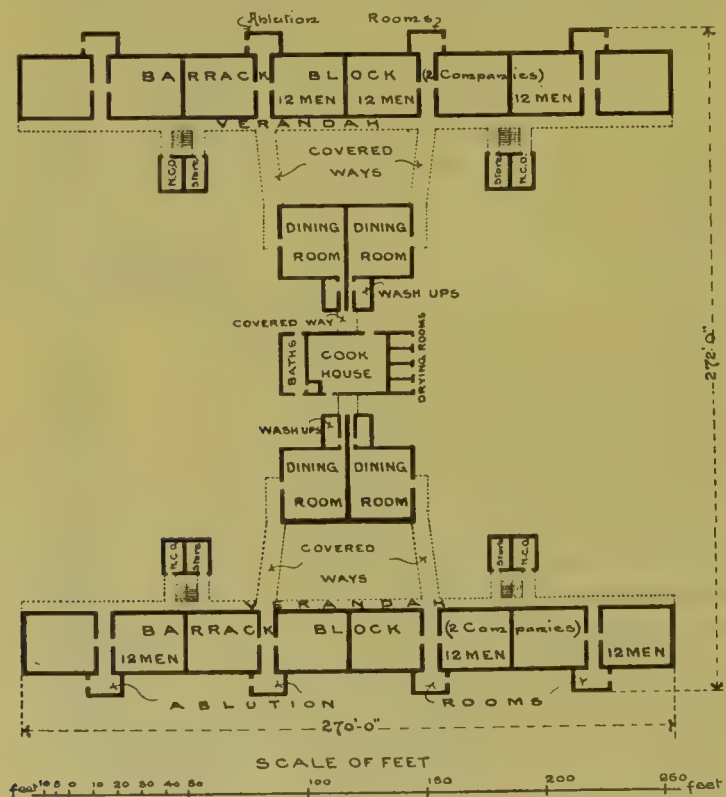 Ablution Rooms
BARRACK BLOCK (2 Companies)
12 MEN 12 MEN 12 MEN
VERANDAH
N.C.O. Store Store N.C.O.
COVERED
WAYS
DINING DINING
ROOM ROOM
WASH UPS
COVERED WAY
BATHS
COOK
HOUSE
DRYING ROOMS
272'.0"
WASH UPS
DINING DINING
ROOM ROOM
N.C.O. Store Store N.C.O.
COVERED
WAYS
VERANDAH
BARRACK BLOCK (2 Companies)
12 MEN 12 MEN 12 MEN 12 MEN
ABLUTION ROOMS
270'-0"
SCALE OF FEET
feet 10 5 0 10 20 30 40 50 100 150 200 250 feet